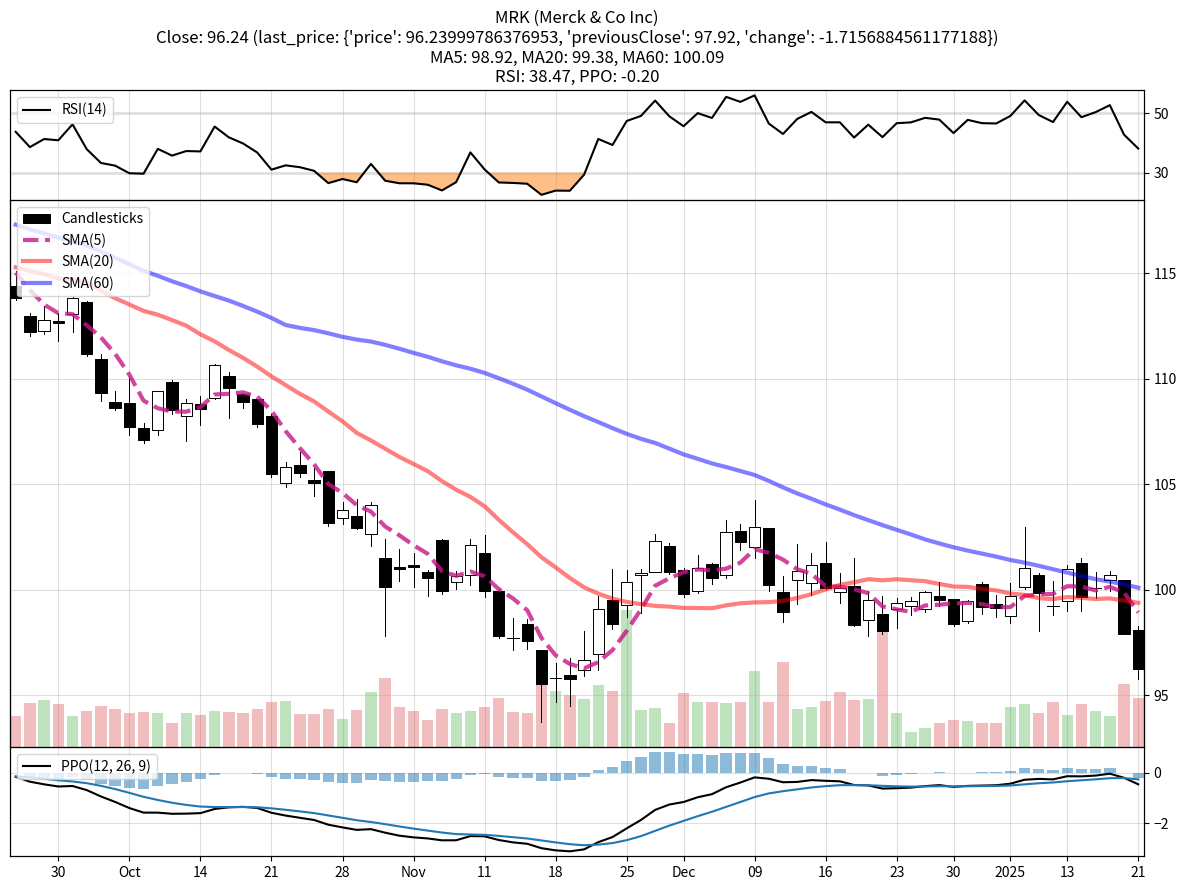 MRK (Merck & Co Inc)
Close: 96.24 (last_price: {'price': 96.23999786376953, 'previousClose': 97.92, 'change': -1.7156884561177188})
MA5: 98.92, MA20: 99.38, MA60: 100.09
RSI: 38.47, PPO: -0.20
RSI(14)
50
30
Candlesticks
SMA(5)
SMA(20)
SMA(60)
115
110
105
100
95
PPO(12, 26, 9)
0
−2
30 Oct 14 21 28 Nov 11 18 25 Dec 09 16 23 30 2025 13 21